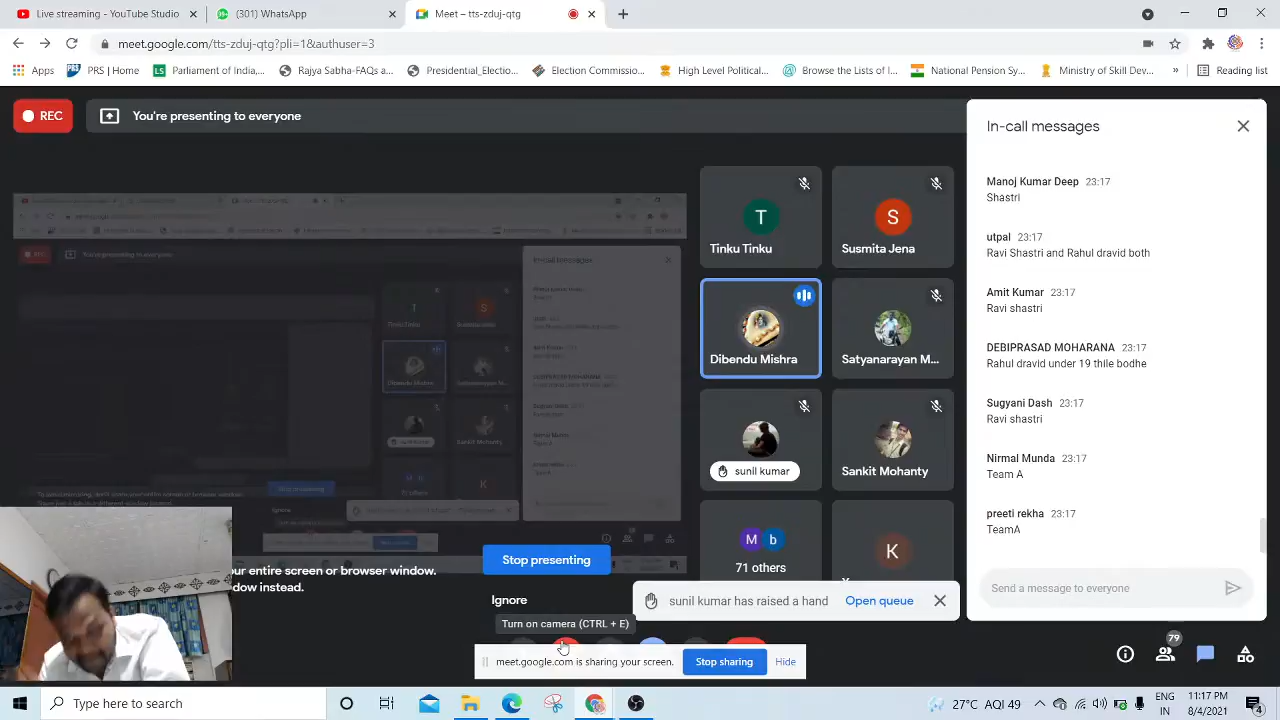 Live streaming - YouTube Studio
(301) WhatsApp
Meet – tts-zduj-qtg
meet.google.com/tts-zduj-qtg?pli=1&authuser=3
Apps
PRS | Home
Parliament of India,...
Rajya Sabha-FAQs o...
Presidential_Electio...
Election Commissio...
High Level Political...
Browse the Lists of I...
National Pension Sy...
Ministry of Skill Dev...
»
Reading list
REC
You're presenting to everyone
In-call messages
Manoj Kumar Deep 23:17
Shastri
utpal 23:17
Ravi Shastri and Rahul dravid both
Amit Kumar 23:17
Ravi shastri
DEBIPRASAD MOHARANA 23:17
Rahul dravid under 19 thile bodhe
Sugyani Dash 23:17
Ravi shastri
Nirmal Munda 23:17
Team A
preeti rekha 23:17
TeamA
Send a message to everyone
T
Tinku Tinku
S
Susmita Jena
Dibendu Mishra
Satyanarayan M...
sunil kumar
Sankit Mohanty
M b
71 others
K
ur entire screen or browser window.
dow instead.
Stop presenting
Ignore
sunil kumar has raised a hand
Open queue
Turn on camera (CTRL + E)
meet.google.com is sharing your screen.
Stop sharing
Hide
79
Type here to search
27°C AQI 49
ENG
IN
11:17 PM
8/4/2021
4